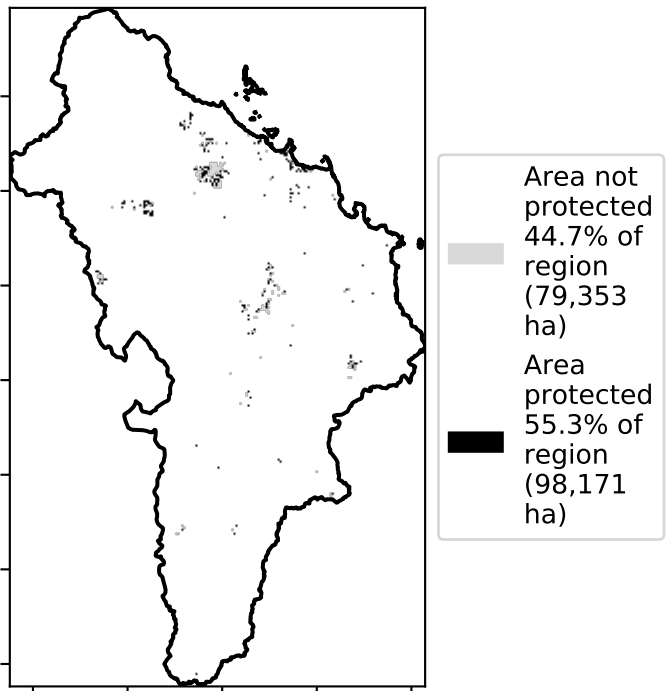 Area not
protected
44.7% of
region
(79,353
ha)
Area
protected
55.3% of
region
(98,171
ha)